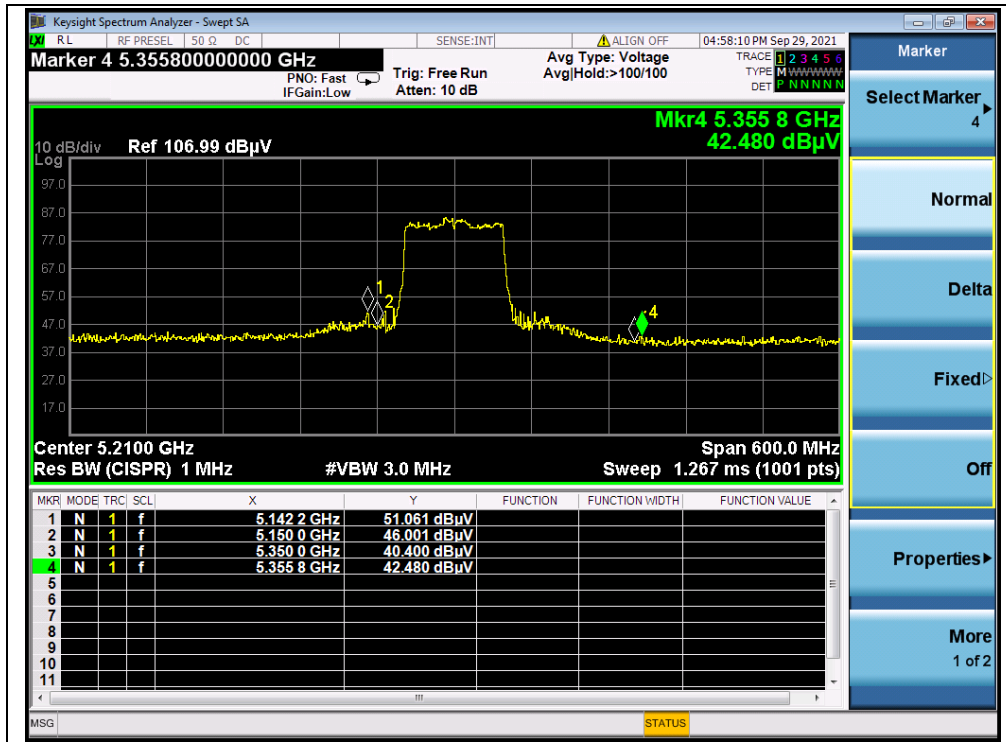 Keysight Spectrum Analyzer - Swept SA
LXI RL RF PRESEL 50 Ω DC SENSE:INT ALIGN OFF 04:58:10 PM Sep 29, 2021
Marker 4 5.355800000000 GHz
PNO: Fast
IFGain:Low
Trig: Free Run
Atten: 10 dB
Avg Type: Voltage
Avg|Hold:>100/100
TRACE 1 2 3 4 5 6
TYPE M W W W W W
DET P N N N N N
Mkr4 5.355 8 GHz
42.480 dBµV
10 dB/div Ref 106.99 dBµV
Log
97.0
87.0
77.0
67.0
57.0
47.0
37.0
27.0
17.0
1
2
4
Center 5.2100 GHz Span 600.0 MHz
Res BW (CISPR) 1 MHz #VBW 3.0 MHz Sweep 1.267 ms (1001 pts)
MKR MODE TRC SCL X Y FUNCTION FUNCTION WIDTH FUNCTION VALUE
1 N 1 f 5.142 2 GHz 51.061 dBµV
2 N 1 f 5.150 0 GHz 46.001 dBµV
3 N 1 f 5.350 0 GHz 40.400 dBµV
4 N 1 f 5.355 8 GHz 42.480 dBµV
5
6
7
8
9
10
11
MSG STATUS
Marker
Select Marker
4
Normal
Delta
Fixed
Off
Properties
More
1 of 2